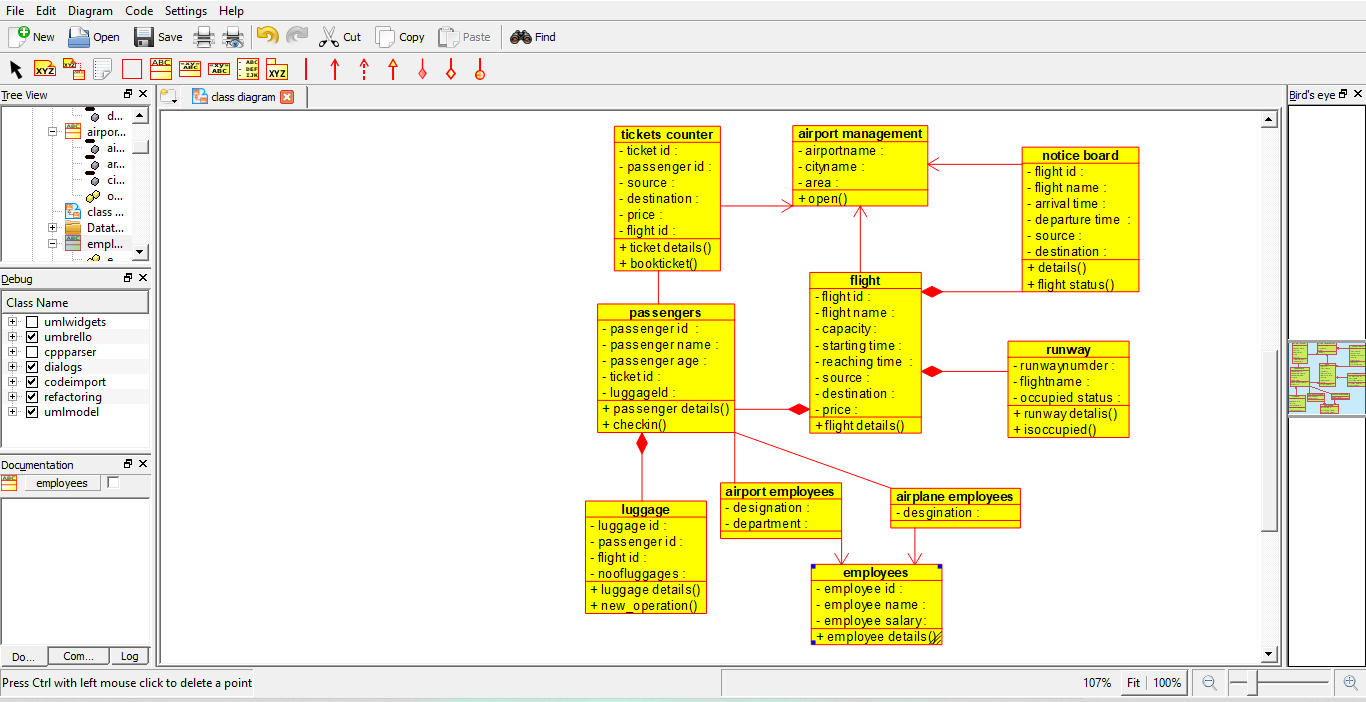 File Edit Diagram Code Settings Help
New Open Save Cut Copy Paste Find
Tree View
d...
airpor...
ai...
ar...
ci...
o...
class ...
Datat...
empl...
e
Debug
Class Name
umlwidgets
umbrello
cppparser
dialogs
codeimport
refactoring
umlmodel
Documentation
employees
Do... Com... Log
class diagram
tickets counter
- ticket id :
- passenger id :
- source :
- destination :
- price :
- flight id :
+ ticket details()
+ bookticket()
airport management
- airportname :
- cityname :
- area :
+ open()
notice board
- flight id :
- flight name :
- arrival time :
- departure time :
- source :
- destination :
+ details()
+ flight status()
passengers
- passenger id :
- passenger name :
- passenger age :
- ticket id :
- luggageId :
+ passenger details()
+ checkin()
flight
- flight id :
- flight name :
- capacity :
- starting time :
- reaching time :
- source :
- destination :
- price :
+ flight details()
runway
- runwaynumder :
- flightname :
- occupied status :
+ runway detalis()
+ isoccupied()
luggage
- luggage id :
- passenger id :
- flight id :
- noofluggages :
+ luggage details()
+ new_operation()
airport employees
- designation :
- department :
airplane employees
- desgination :
employees
- employee id :
- employee name :
- employee salary:
+ employee details()
Bird's eye
Press Ctrl with left mouse click to delete a point
107% Fit 100%